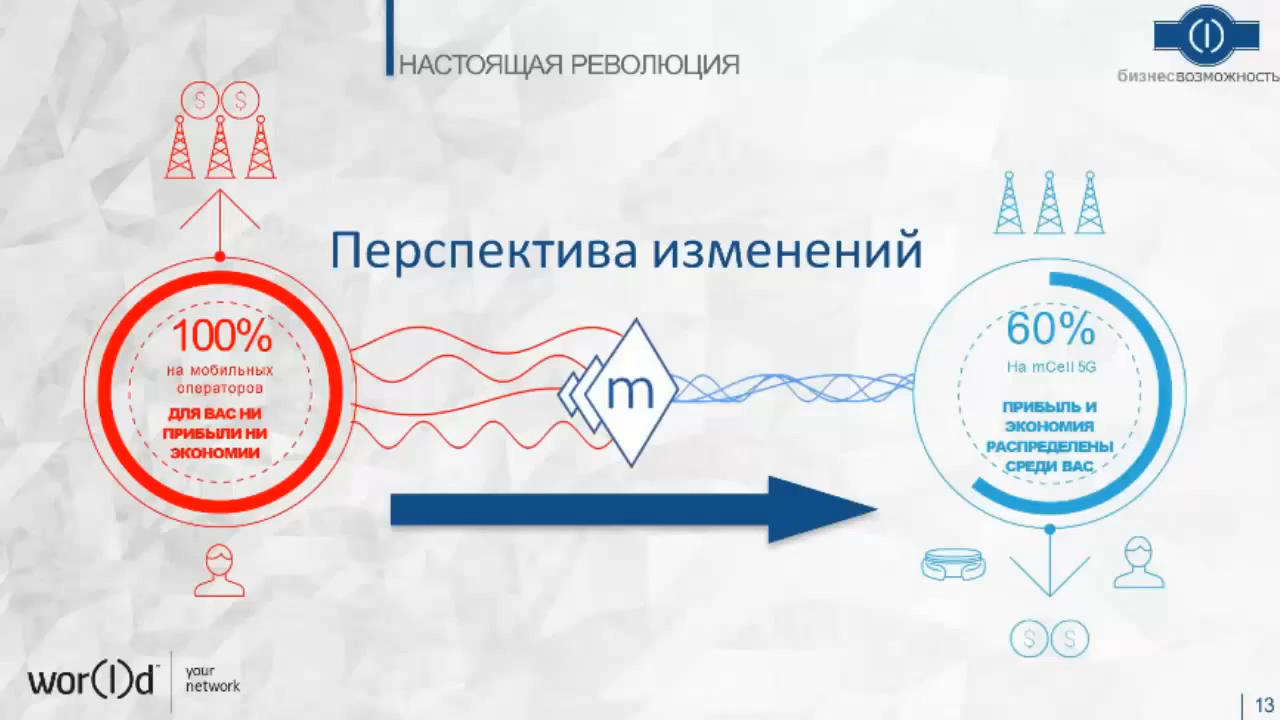 НАСТОЯЩАЯ РЕВОЛЮЦИЯ
бизнесвозможность
$ $
Перспектива изменений
100%
на мобильных
операторов
ДЛЯ ВАС НИ
ПРИБЫЛИ НИ
ЭКОНОМИИ
m
60%
На mCell 5G
ПРИБЫЛЬ И
ЭКОНОМИЯ
РАСПРЕДЕЛЕНЫ
СРЕДИ ВАС
$ $
wor(l)d
your
network
13